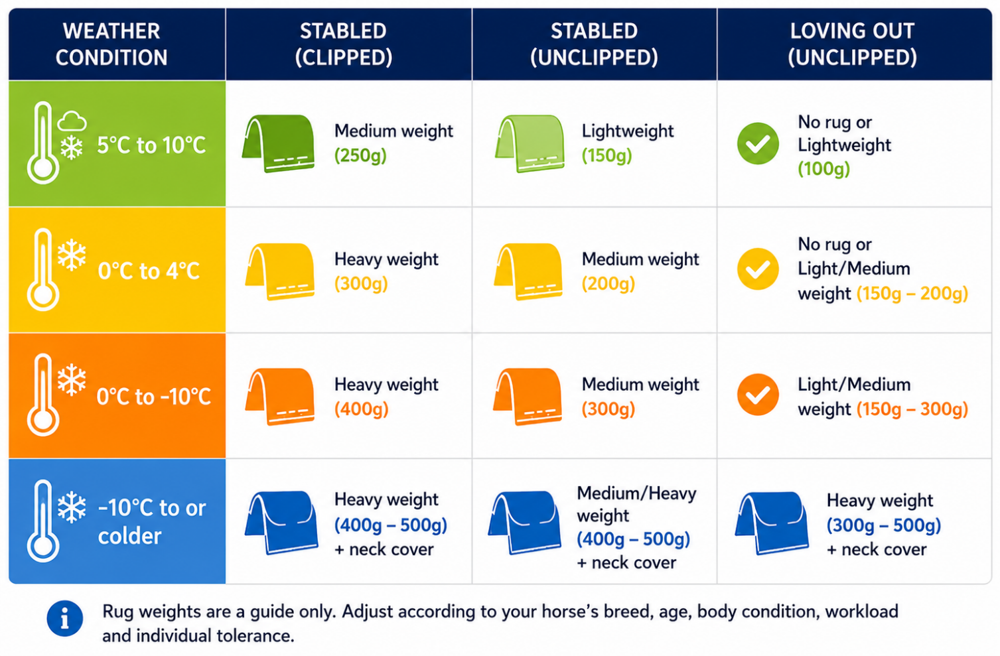 WEATHER
CONDITION
STABLED
(CLIPPED)
STABLED
(UNCLIPPED)
LOVING OUT
(UNCLIPPED)
5°C to 10°C
Medium weight
(250g)
Lightweight
(150g)
No rug or
Lightweight
(100g)
0°C to 4°C
Heavy weight
(300g)
Medium weight
(200g)
No rug or
Light/Medium
weight (150g – 200g)
0°C to -10°C
Heavy weight
(400g)
Medium weight
(300g)
Light/Medium
weight (150g – 300g)
-10°C to or
colder
Heavy weight
(400g – 500g)
+ neck cover
Medium/Heavy
weight
(400g – 500g)
+ neck cover
Heavy weight
(300g – 500g)
+ neck cover
i
Rug weights are a guide only. Adjust according to your horse's breed, age, body condition, workload
and individual tolerance.